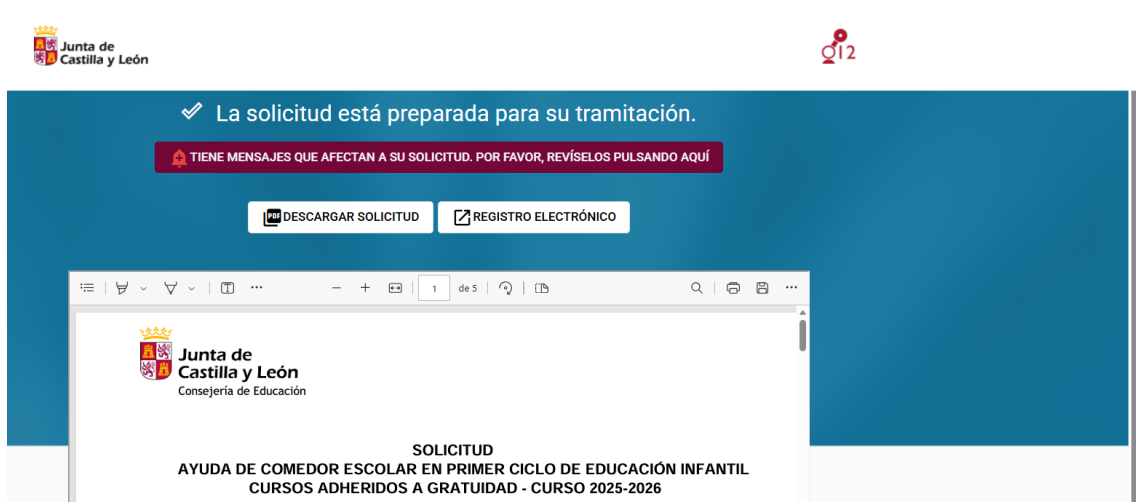 Junta de
Castilla y León
012
La solicitud está preparada para su tramitación.
TIENE MENSAJES QUE AFECTAN A SU SOLICITUD. POR FAVOR, REVÍSELOS PULSANDO AQUÍ
PDF DESCARGAR SOLICITUD
REGISTRO ELECTRÓNICO
1 de 5
Junta de
Castilla y León
Consejería de Educación
SOLICITUD
AYUDA DE COMEDOR ESCOLAR EN PRIMER CICLO DE EDUCACIÓN INFANTIL
CURSOS ADHERIDOS A GRATUIDAD - CURSO 2025-2026